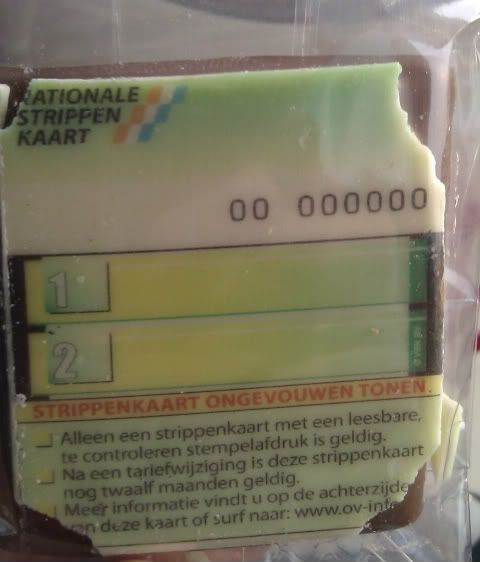 NATIONALE
STRIPPEN
KAART
00 000000
1
2
STRIPPENKAART ONGEVOUWEN TONEN.
Alleen een strippenkaart met een leesbare,
te controleren stempelafdruk is geldig.
Na een tariefwijziging is deze strippenkaart
nog twaalf maanden geldig.
Meer informatie vindt u op de achterzijde
van deze kaart of surf naar: www.ov-inf